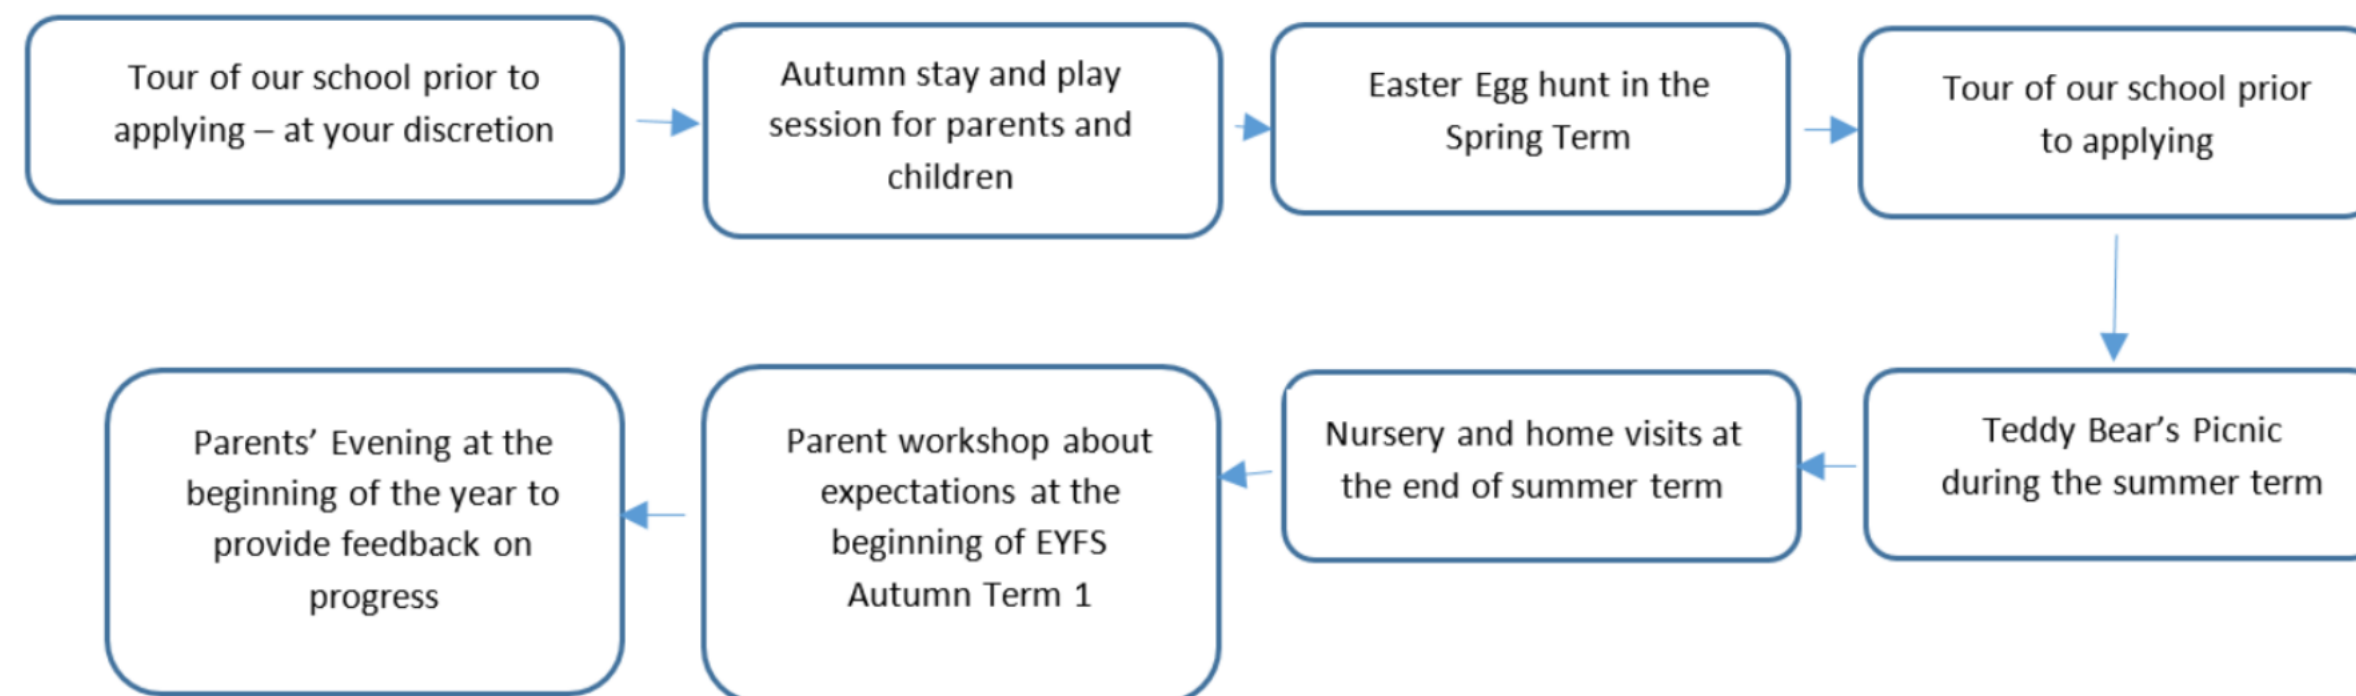 Tour of our school prior to
applying – at your discretion
Autumn stay and play
session for parents and
children
Easter Egg hunt in the
Spring Term
Tour of our school prior
to applying
Teddy Bear’s Picnic
during the summer term
Nursery and home visits at
the end of summer term
Parent workshop about
expectations at the
beginning of EYFS
Autumn Term 1
Parents’ Evening at the
beginning of the year to
provide feedback on
progress